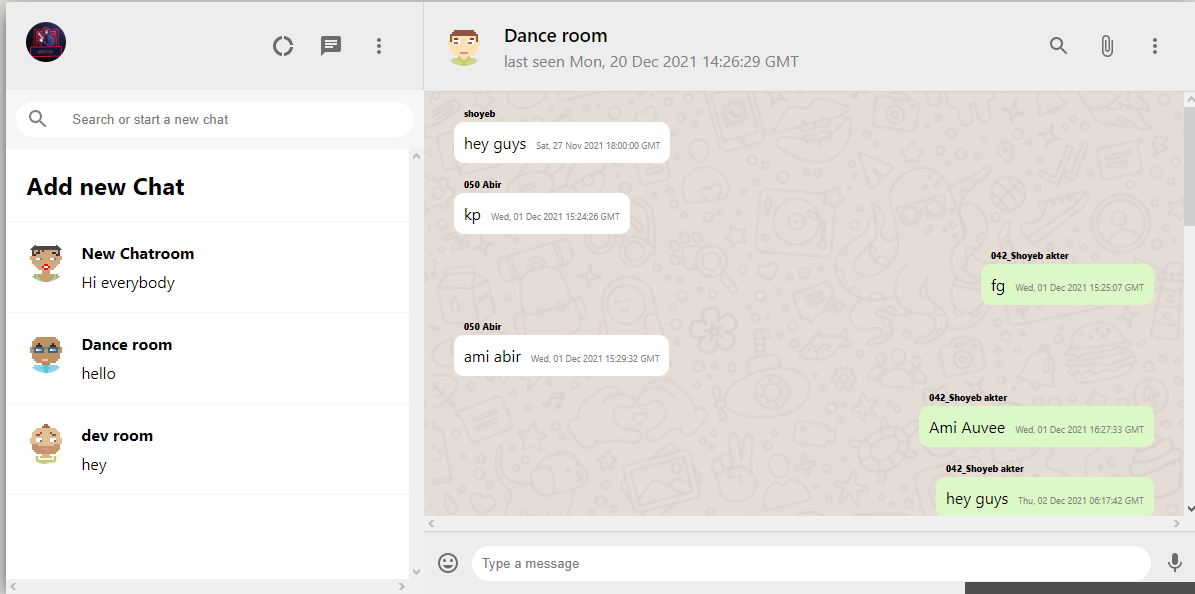 Search or start a new chat
Add new Chat
New Chatroom
Hi everybody
Dance room
hello
dev room
hey
Dance room
last seen Mon, 20 Dec 2021 14:26:29 GMT
shoyeb
hey guys Sat, 27 Nov 2021 18:00:00 GMT
050 Abir
kp Wed, 01 Dec 2021 15:24:26 GMT
042_Shoyeb akter
fg Wed, 01 Dec 2021 15:25:07 GMT
050 Abir
ami abir Wed, 01 Dec 2021 15:29:32 GMT
042_Shoyeb akter
Ami Auvee Wed, 01 Dec 2021 16:27:33 GMT
042_Shoyeb akter
hey guys Thu, 02 Dec 2021 06:17:42 GMT
Type a message